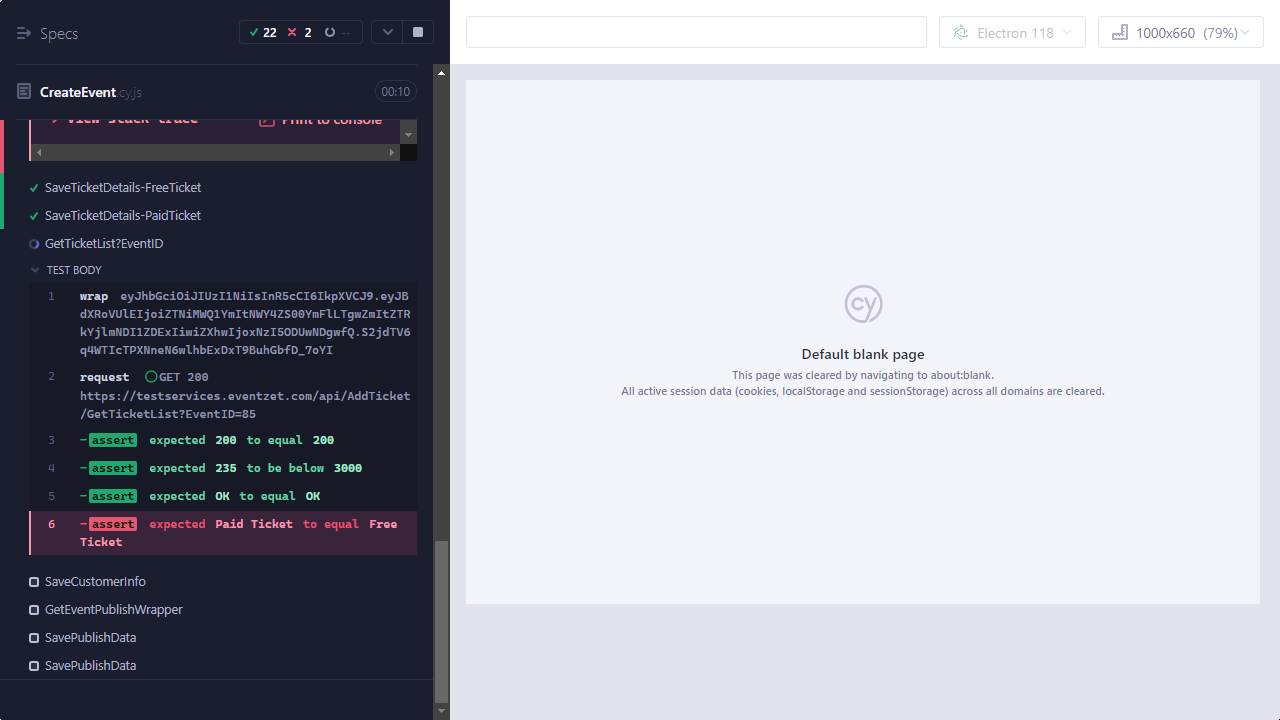 Specs
22 2 --
Electron 118
1000x660 (79%)
CreateEvent.cy.js
00:10
View stack trace Print to console
SaveTicketDetails-FreeTicket
SaveTicketDetails-PaidTicket
GetTicketList?EventID
TEST BODY
1 wrap eyJhbGciOiJIUzI1NiIsInR5cCI6IkpXVCJ9.eyJB
dXRoVUlEIjoiZTNiMWQ1YmItNWY4ZS00YmFlLTgwZmItZTR
kYjlmNDI1ZDExIiwiZXhwIjoxNzI5ODUwNDgwfQ.S2jdTV6
q4WTIcTPXNneN6wlhbExDxT9BuhGbfD_7oYI
2 request GET 200
https://testservices.eventzet.com/api/AddTicket
/GetTicketList?EventID=85
3 -assert expected 200 to equal 200
4 -assert expected 235 to be below 3000
5 -assert expected OK to equal OK
6 -assert expected Paid Ticket to equal Free
Ticket
SaveCustomerInfo
GetEventPublishWrapper
SavePublishData
SavePublishData
cy
Default blank page
This page was cleared by navigating to about:blank.
All active session data (cookies, localStorage and sessionStorage) across all domains are cleared.